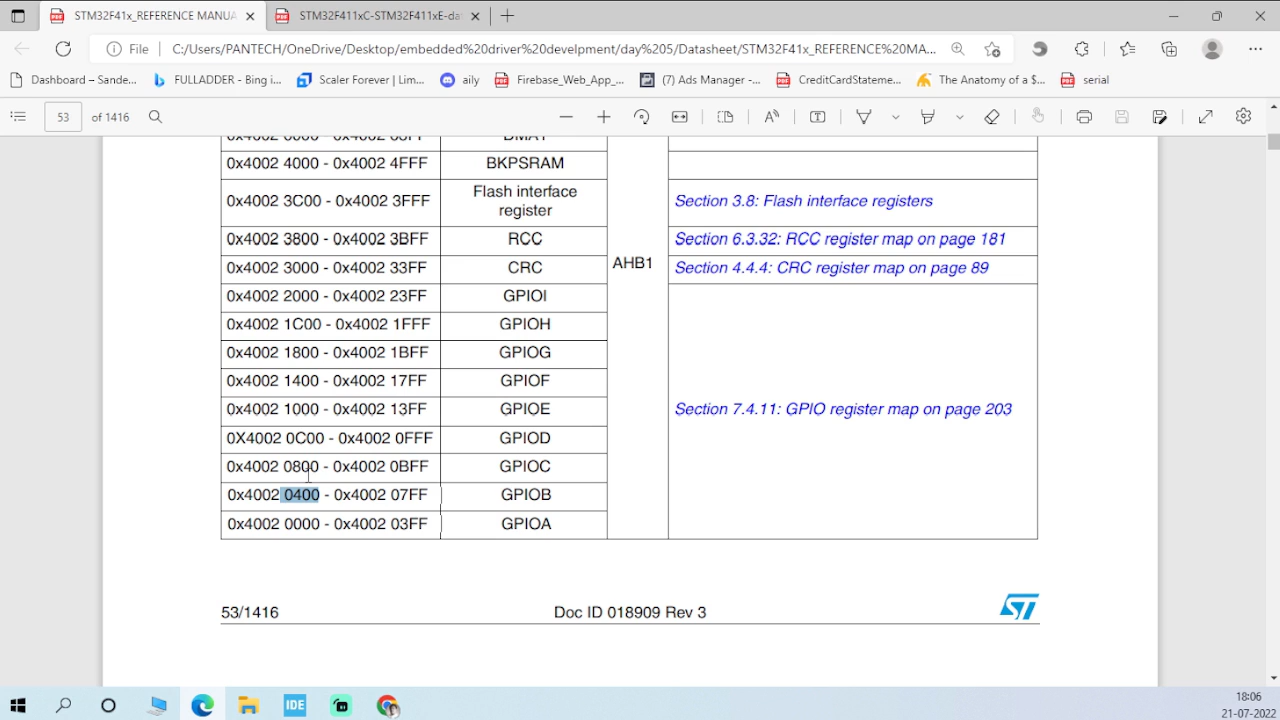 STM32F41x_REFERENCE MANUA
STM32F411xC-STM32F411xE-da
File
C:/Users/PANTECH/OneDrive/Desktop/embedded%20driver%20develpment/day%205/Datasheet/STM32F41x_REFERENCE%20MA...
Dashboard – Sande...
FULLADDER - Bing i...
Scaler Forever | Lim...
aily
Firebase_Web_App_...
(7) Ads Manager -...
CreditCardStateme...
The Anatomy of a $...
serial
53 of 1416
0x4002 4000 - 0x4002 4FFF BKPSRAM
0x4002 3C00 - 0x4002 3FFF Flash interface register Section 3.8: Flash interface registers
0x4002 3800 - 0x4002 3BFF RCC Section 6.3.32: RCC register map on page 181
AHB1
0x4002 3000 - 0x4002 33FF CRC Section 4.4.4: CRC register map on page 89
0x4002 2000 - 0x4002 23FF GPIOI
0x4002 1C00 - 0x4002 1FFF GPIOH
0x4002 1800 - 0x4002 1BFF GPIOG
0x4002 1400 - 0x4002 17FF GPIOF
0x4002 1000 - 0x4002 13FF GPIOE Section 7.4.11: GPIO register map on page 203
0X4002 0C00 - 0x4002 0FFF GPIOD
0x4002 0800 - 0x4002 0BFF GPIOC
0x4002 0400 - 0x4002 07FF GPIOB
0x4002 0000 - 0x4002 03FF GPIOA
53/1416 Doc ID 018909 Rev 3 ST
IDE
18:06
21-07-2022